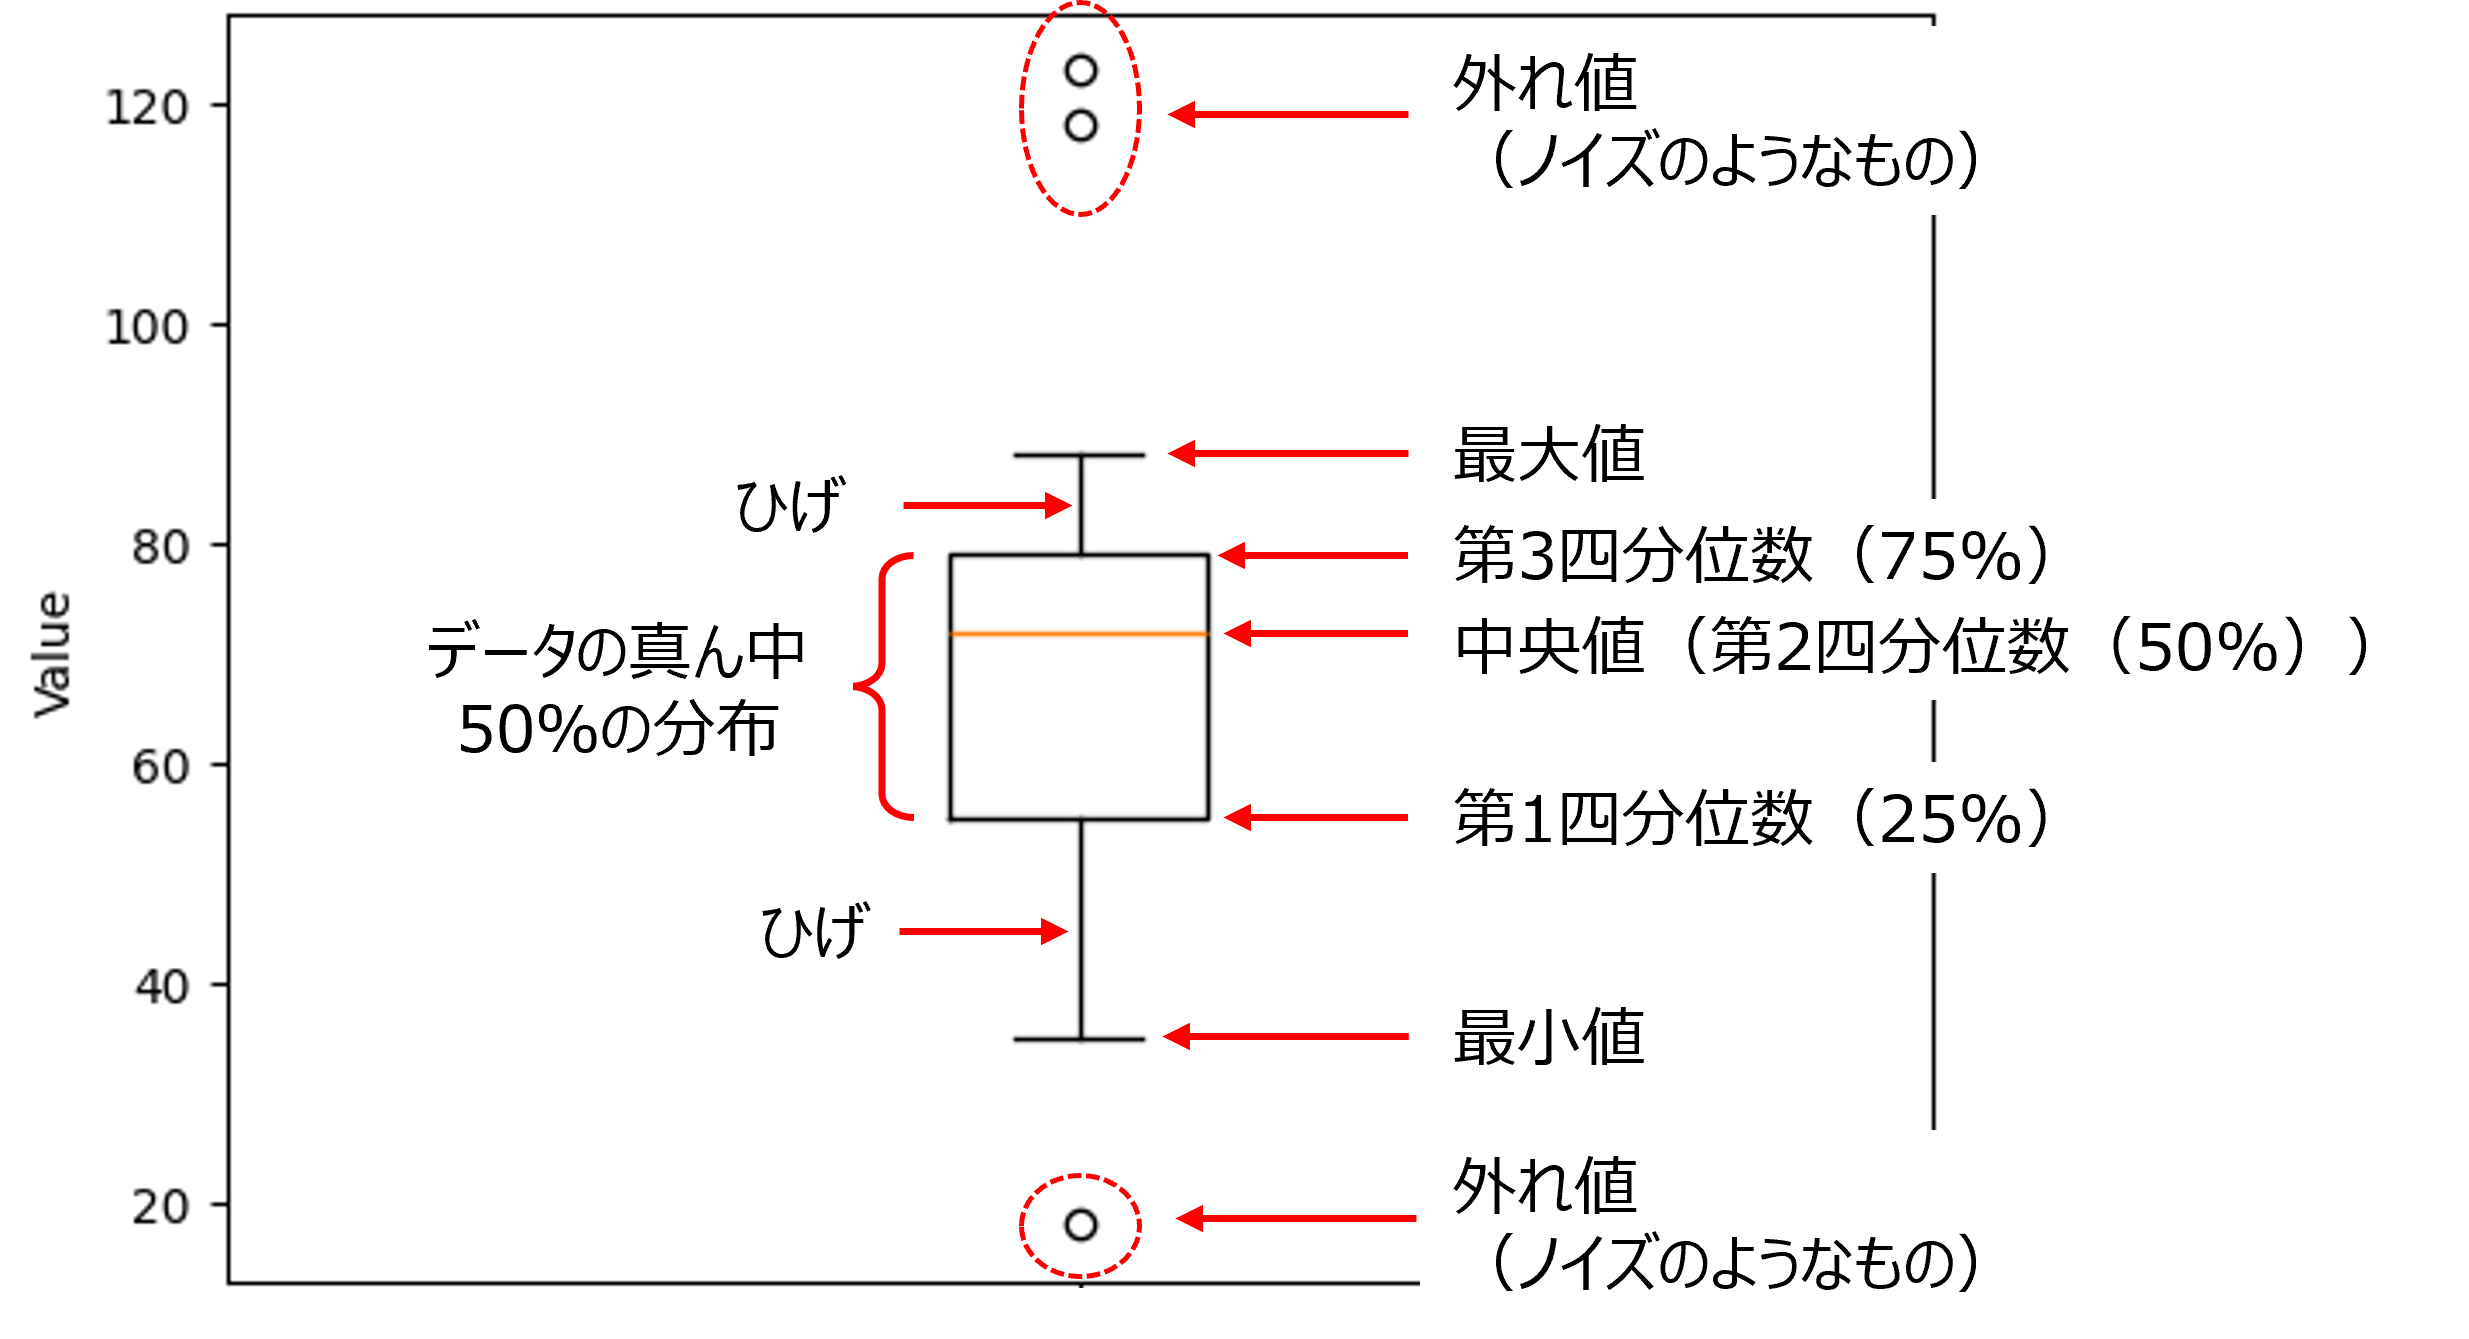 外れ値
（ノイズのようなもの）
120
100
最大値
ひげ
80
第3四分位数（75%）
Value
データの真ん中
50%の分布
中央値（第2四分位数（50%））
60
第1四分位数（25%）
ひげ
40
最小値
20
外れ値
（ノイズのようなもの）